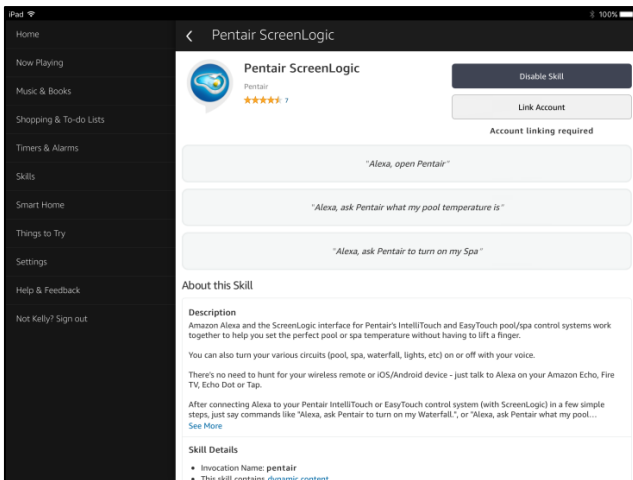 iPad 100%
Home
Now Playing
Music & Books
Shopping & To-do Lists
Timers & Alarms
Skills
Smart Home
Things to Try
Settings
Help & Feedback
Not Kelly? Sign out
Pentair ScreenLogic
Pentair ScreenLogic
Pentair
7
Disable Skill
Link Account
Account linking required
"Alexa, open Pentair"
"Alexa, ask Pentair what my pool temperature is"
"Alexa, ask Pentair to turn on my Spa"
About this Skill
Description
Amazon Alexa and the ScreenLogic interface for Pentair's IntelliTouch and EasyTouch pool/spa control systems work
together to help you set the perfect pool or spa temperature without having to lift a finger.
You can also turn your various circuits (pool, spa, waterfall, lights, etc) on or off with your voice.
There's no need to hunt for your wireless remote or iOS/Android device – just talk to Alexa on your Amazon Echo, Fire
TV, Echo Dot or Tap.
After connecting Alexa to your Pentair IntelliTouch or EasyTouch control system (with ScreenLogic) in a few simple
steps, just say commands like "Alexa, ask Pentair to turn on my Waterfall.", or "Alexa, ask Pentair what my pool...
See More
Skill Details
• Invocation Name: pentair
• This skill contains dynamic content